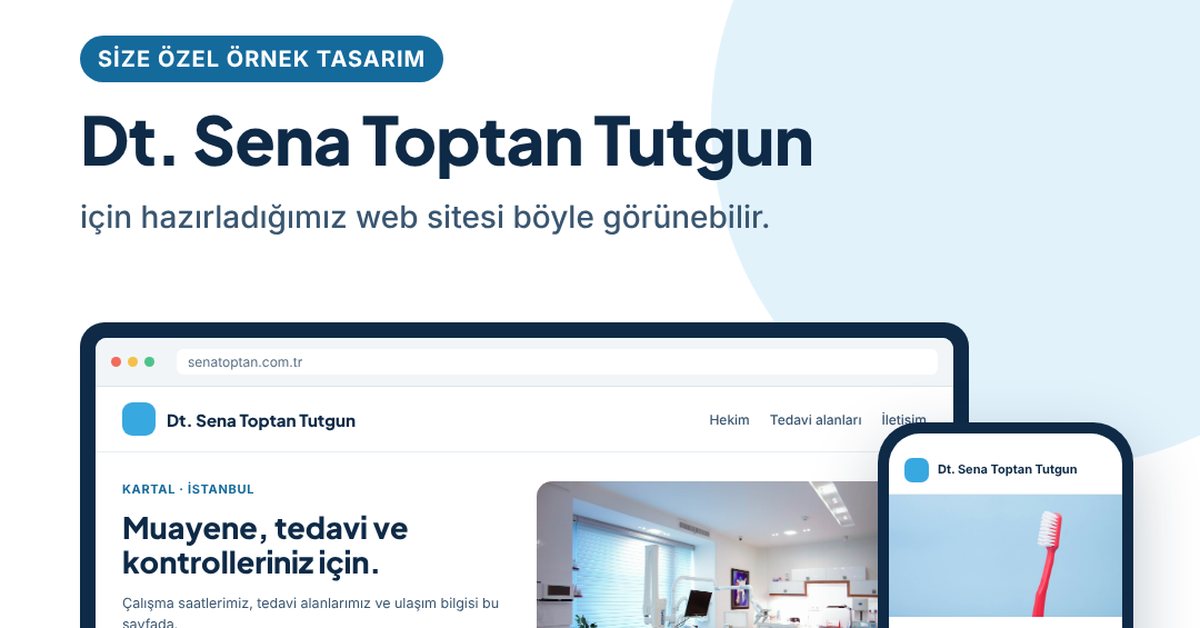 SİZE ÖZEL ÖRNEK TASARIM
Dt. Sena Toptan Tutgun
için hazırladığımız web sitesi böyle görünebilir.
senatoptan.com.tr
Dt. Sena Toptan Tutgun
Hekim Tedavi alanları İletişim
Dt. Sena Toptan Tutgun
KARTAL · İSTANBUL
Muayene, tedavi ve
kontrolleriniz için.
Çalışma saatlerimiz, tedavi alanlarımız ve ulaşım bilgisi bu
sayfada.